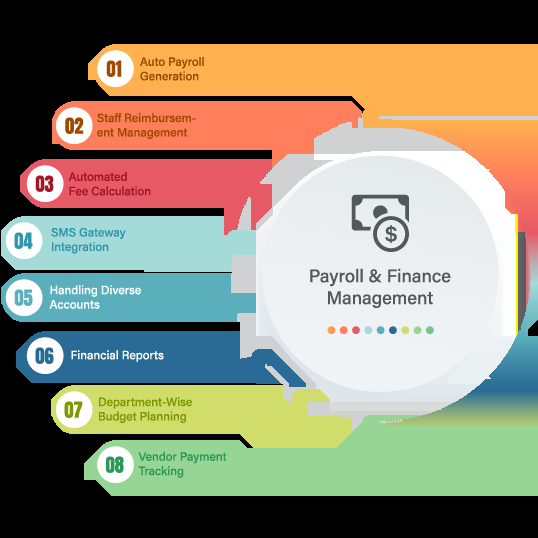 01
Auto Payroll
Generation
02
Staff Reimbursem-
ent Management
03
Automated
Fee Calculation
04
SMS Gateway
Integration
05
Handling Diverse
Accounts
06
Financial Reports
07
Department-Wise
Budget Planning
08
Vendor Payment
Tracking
$
Payroll & Finance
Management